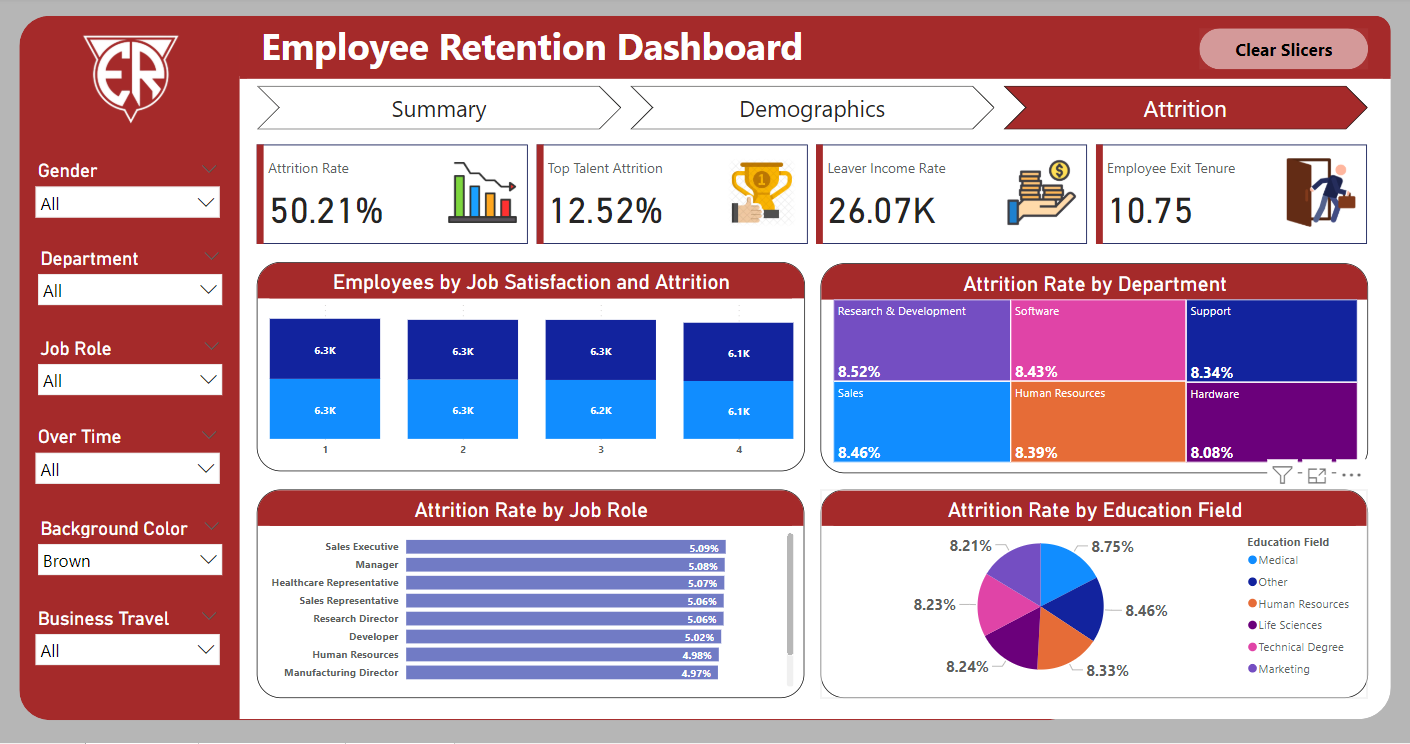 ER
Employee Retention Dashboard
Clear Slicers
Summary
Demographics
Attrition
Gender
All
Department
All
Job Role
All
Over Time
All
Background Color
Brown
Business Travel
All
Attrition Rate
50.21%
Top Talent Attrition
12.52%
1
Leaver Income Rate
26.07K
$
Employee Exit Tenure
10.75
Employees by Job Satisfaction and Attrition
6.3K
6.3K
6.3K
6.1K
6.3K
6.3K
6.2K
6.1K
1
2
3
4
Attrition Rate by Department
Research & Development
8.52%
Software
8.43%
Support
8.34%
Sales
8.46%
Human Resources
8.39%
Hardware
8.08%
Attrition Rate by Job Role
Sales Executive 5.09%
Manager 5.08%
Healthcare Representative 5.07%
Sales Representative 5.06%
Research Director 5.06%
Developer 5.02%
Human Resources 4.98%
Manufacturing Director 4.97%
Attrition Rate by Education Field
8.75%
8.46%
8.33%
8.24%
8.23%
8.21%
Education Field
Medical
Other
Human Resources
Life Sciences
Technical Degree
Marketing